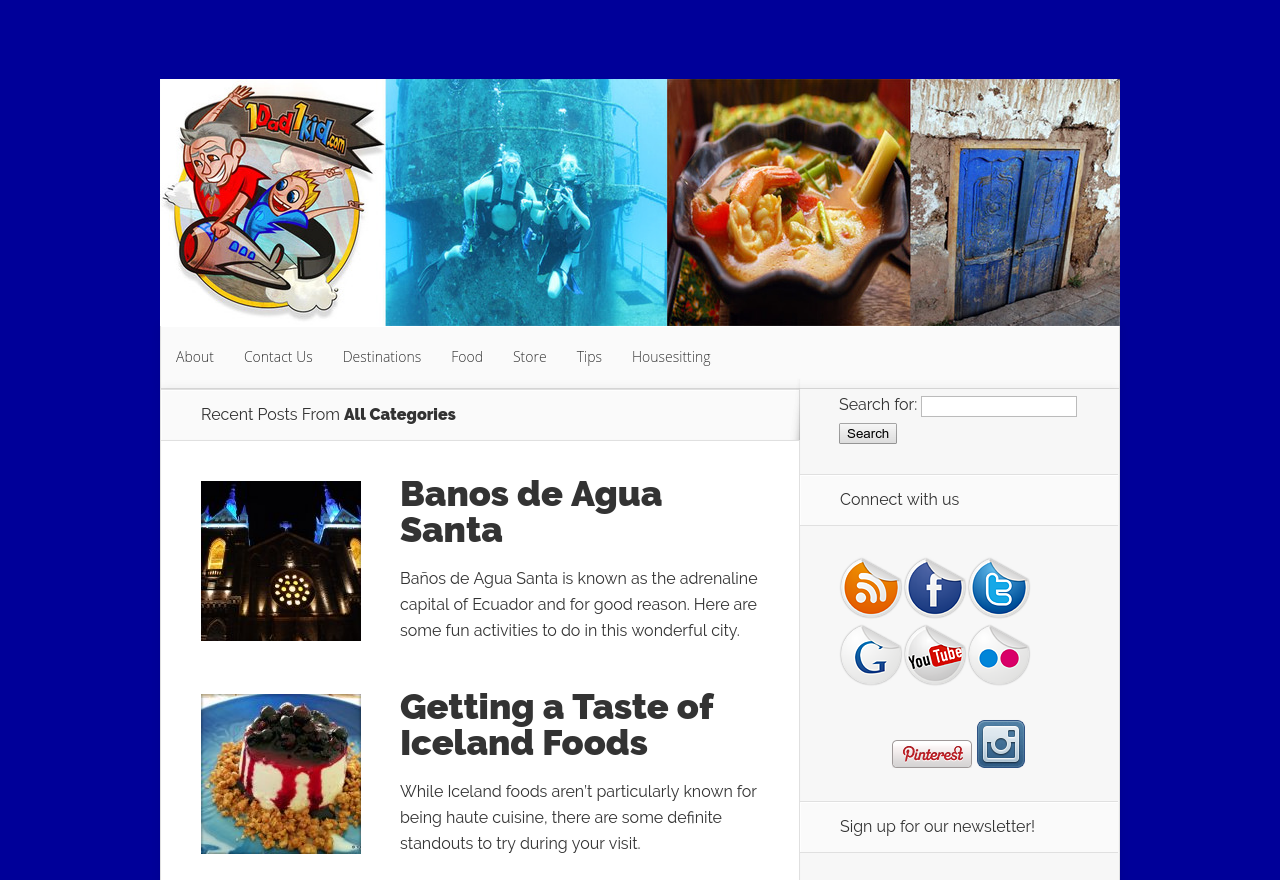 1Dad1kid.com
About Contact Us Destinations Food Store Tips Housesitting
Recent Posts From All Categories
Banos de Agua
Santa
Baños de Agua Santa is known as the adrenaline
capital of Ecuador and for good reason. Here are
some fun activities to do in this wonderful city.
Getting a Taste of
Iceland Foods
While Iceland foods aren’t particularly known for
being haute cuisine, there are some definite
standouts to try during your visit.
Search for:
Search
Connect with us
You Tube
Pinterest
Sign up for our newsletter!